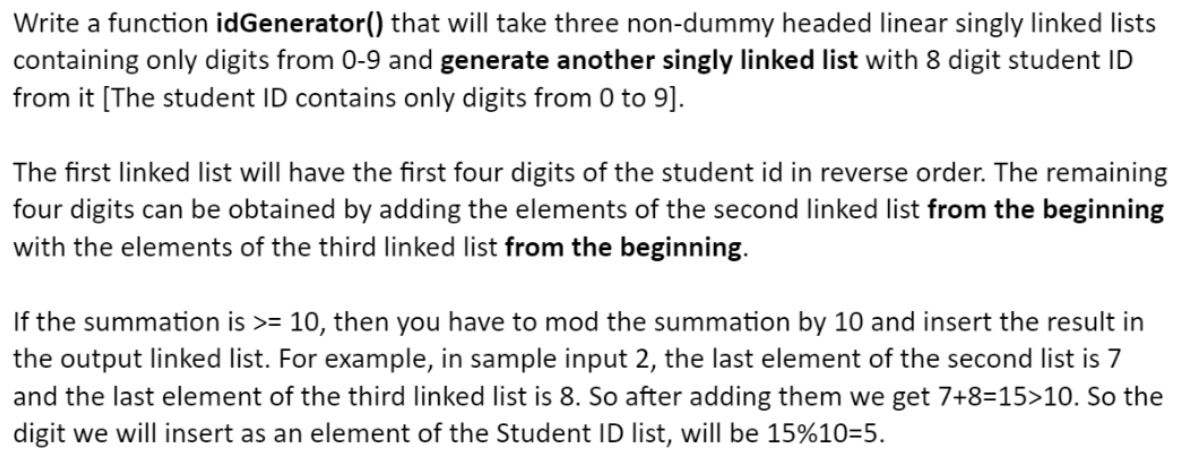 Write a function idGenerator() that will take three non-dummy headed linear singly linked lists
containing only digits from 0-9 and generate another singly linked list with 8 digit student ID
from it [The student ID contains only digits from 0 to 9].
The first linked list will have the first four digits of the student id in reverse order. The remaining
four digits can be obtained by adding the elements of the second linked list from the beginning
with the elements of the third linked list from the beginning.
If the summation is >= 10, then you have to mod the summation by 10 and insert the result in
the output linked list. For example, in sample input 2, the last element of the second list is 7
and the last element of the third linked list is 8. So after adding them we get 7+8=15>10. So the
digit we will insert as an element of the Student ID list, will be 15%10=5.